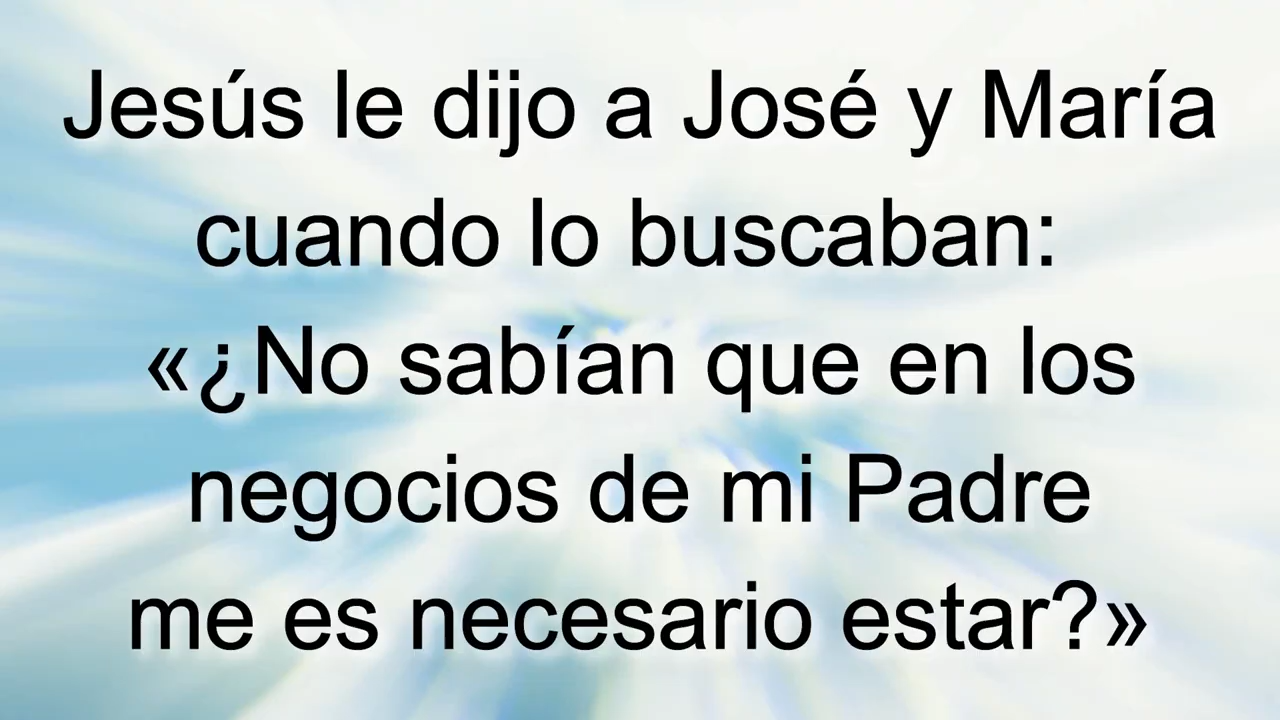 Jesús le dijo a José y María
cuando lo buscaban:
«¿No sabían que en los
negocios de mi Padre
me es necesario estar?»